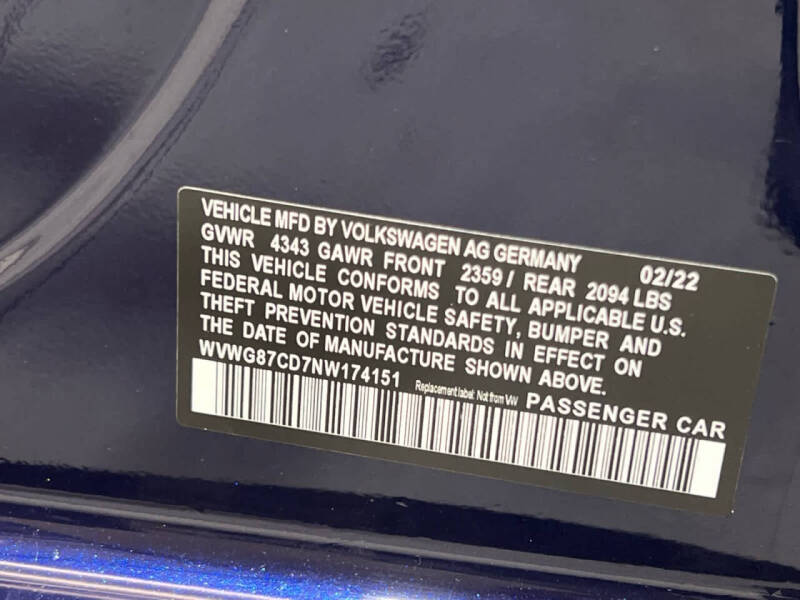 VEHICLE MFD BY VOLKSWAGEN AG GERMANY 02/22
GVWR 4343 GAWR FRONT 2359 / REAR 2094 LBS
THIS VEHICLE CONFORMS TO ALL APPLICABLE U.S.
FEDERAL MOTOR VEHICLE SAFETY, BUMPER AND
THEFT PREVENTION STANDARDS IN EFFECT ON
THE DATE OF MANUFACTURE SHOWN ABOVE.
WVWG87CD7NW174151 Replacement label: Not from VW PASSENGER CAR